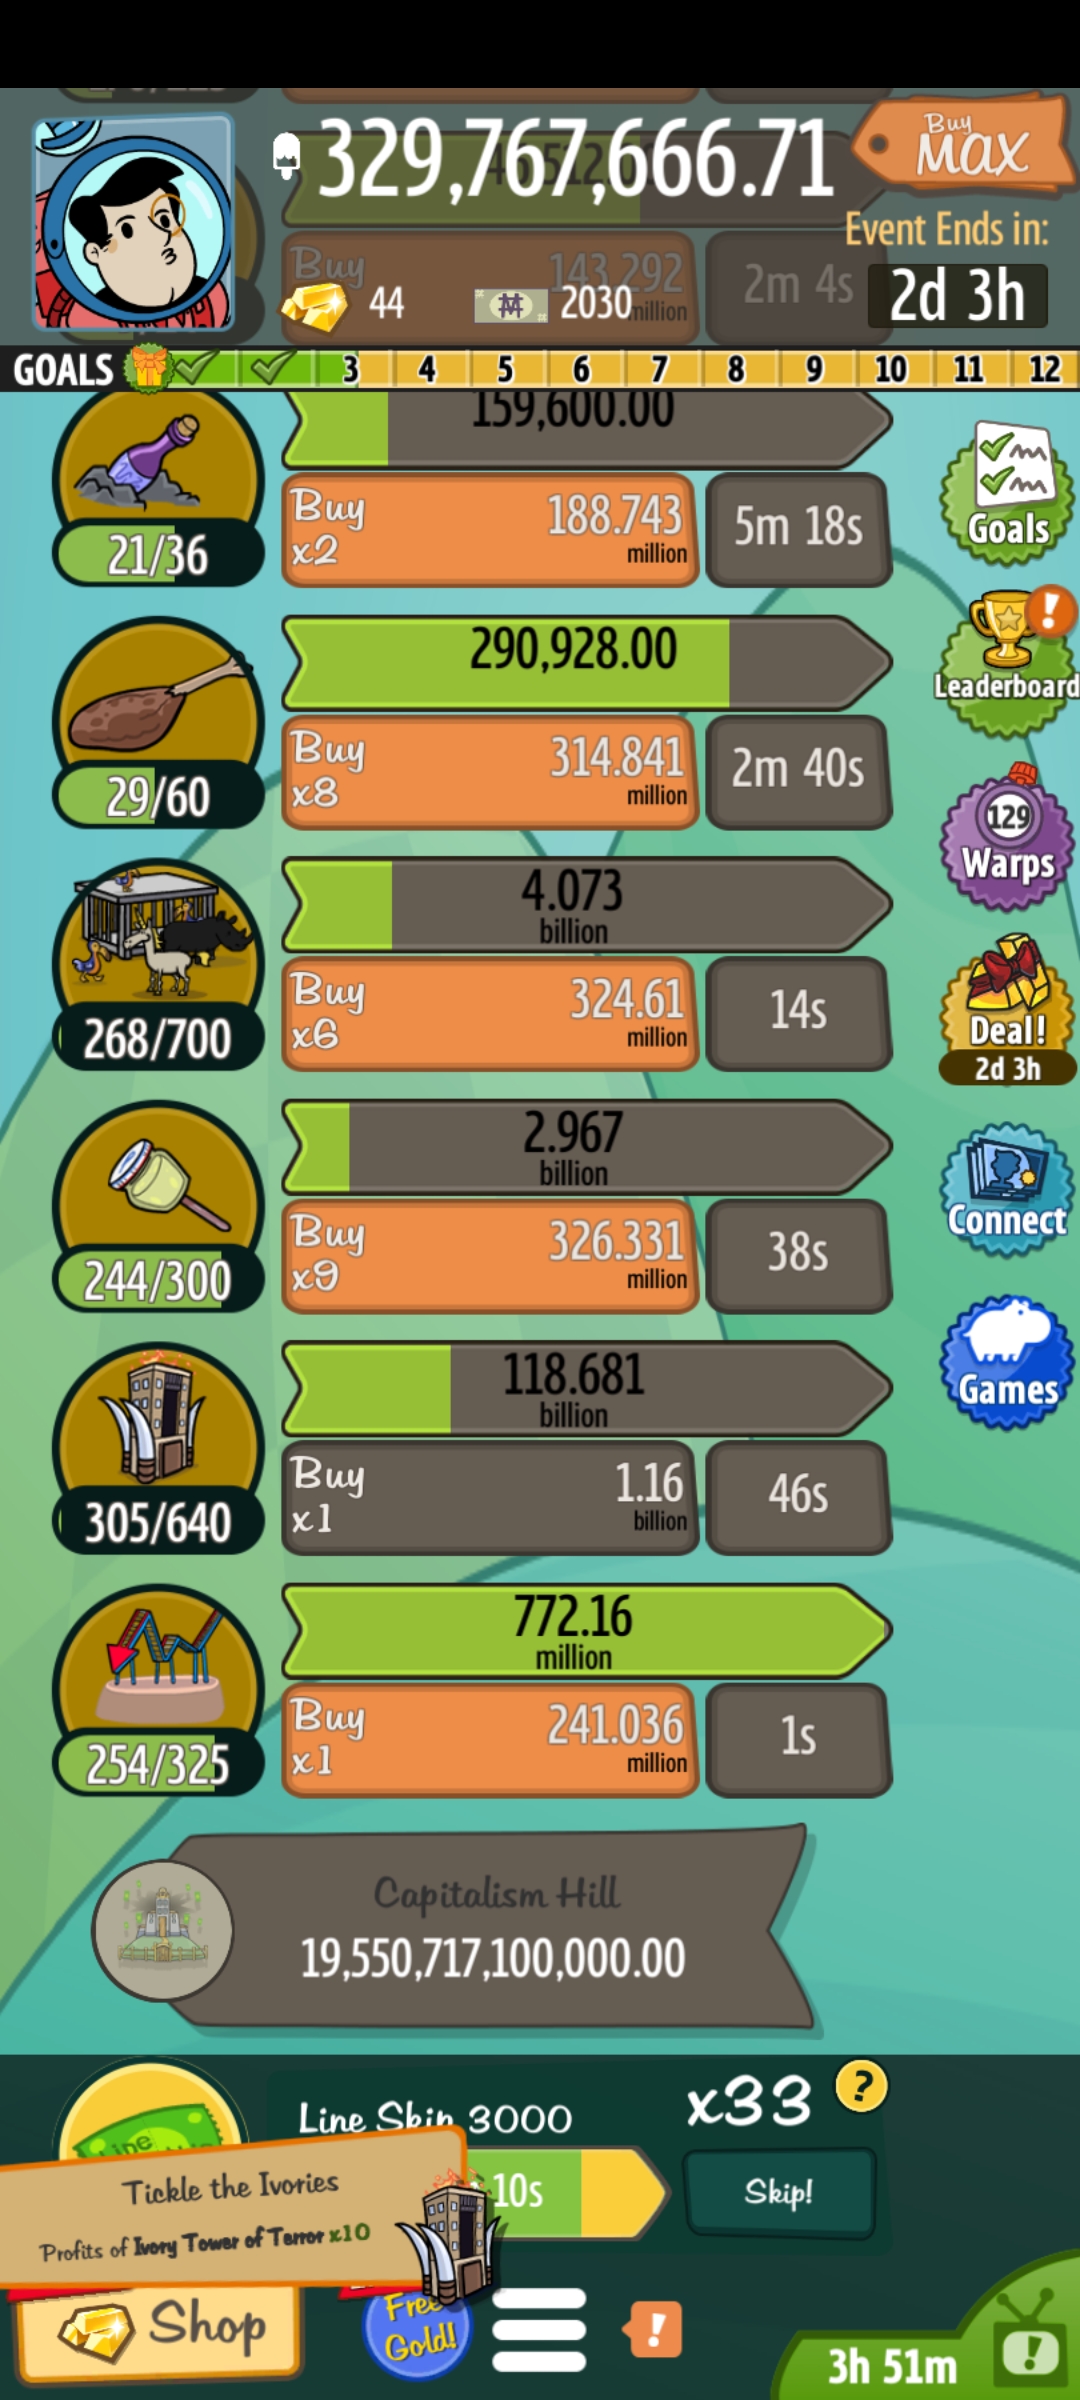 329,767,666.71
Buy
MAX
Event Ends in:
Buy
143.292
million
2m 4s
44
2030
2d 3h
GOALS
3 4 5 6 7 8 9 10 11 12
159,600.00
Buy
x2
188.743
million
5m 18s
21/36
Goals
290,928.00
Buy
x8
314.841
million
2m 40s
29/60
Leaderboard
4.073
billion
Buy
x6
324.61
million
14s
268/700
129
Warps
2.967
billion
Buy
x9
326.331
million
38s
244/300
Deal!
2d 3h
118.681
billion
Buy
x1
1.16
billion
46s
305/640
Connect
772.16
million
Buy
x1
241.036
million
1s
254/325
Games
Capitalism Hill
19,550,717,100,000.00
Line Skip 3000
x33
?
10s
Skip!
Tickle the Ivories
Profits of Ivory Tower of Terror x10
Shop
Free
Gold!
!
3h 51m